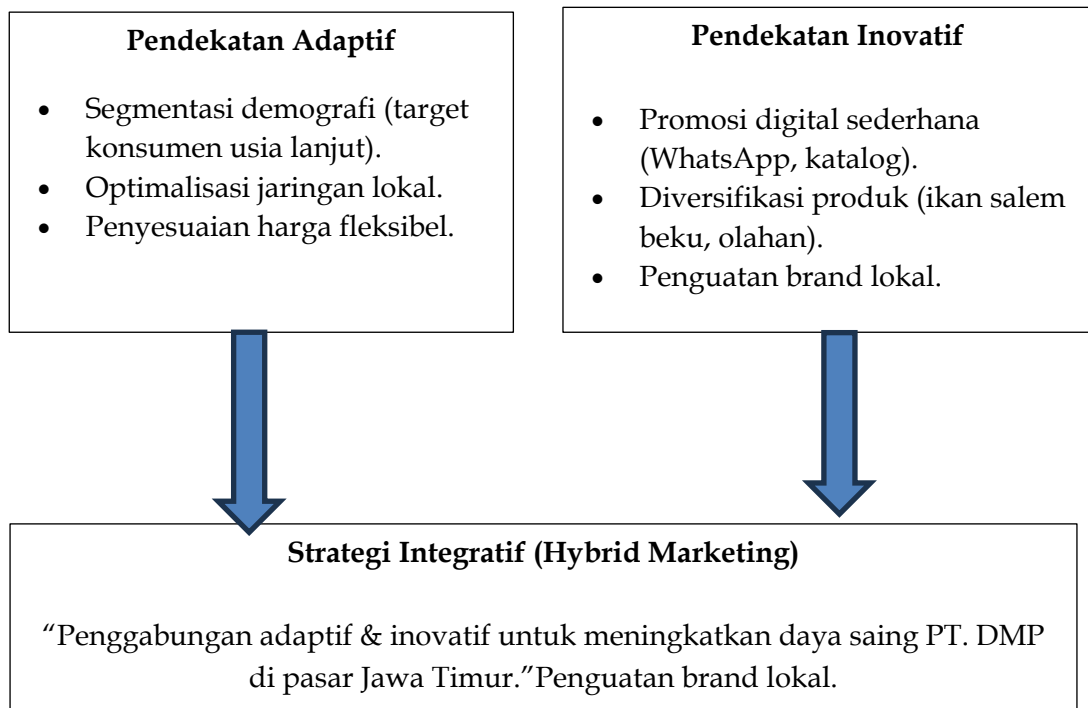 Pendekatan Adaptif
• Segmentasi demografi (target
konsumen usia lanjut).
• Optimalisasi jaringan lokal.
• Penyesuaian harga fleksibel.
Pendekatan Inovatif
• Promosi digital sederhana
(WhatsApp, katalog).
• Diversifikasi produk (ikan salem
beku, olahan).
• Penguatan brand lokal.
Strategi Integratif (Hybrid Marketing)
“Penggabungan adaptif & inovatif untuk meningkatkan daya saing PT. DMP
di pasar Jawa Timur.”Penguatan brand lokal.